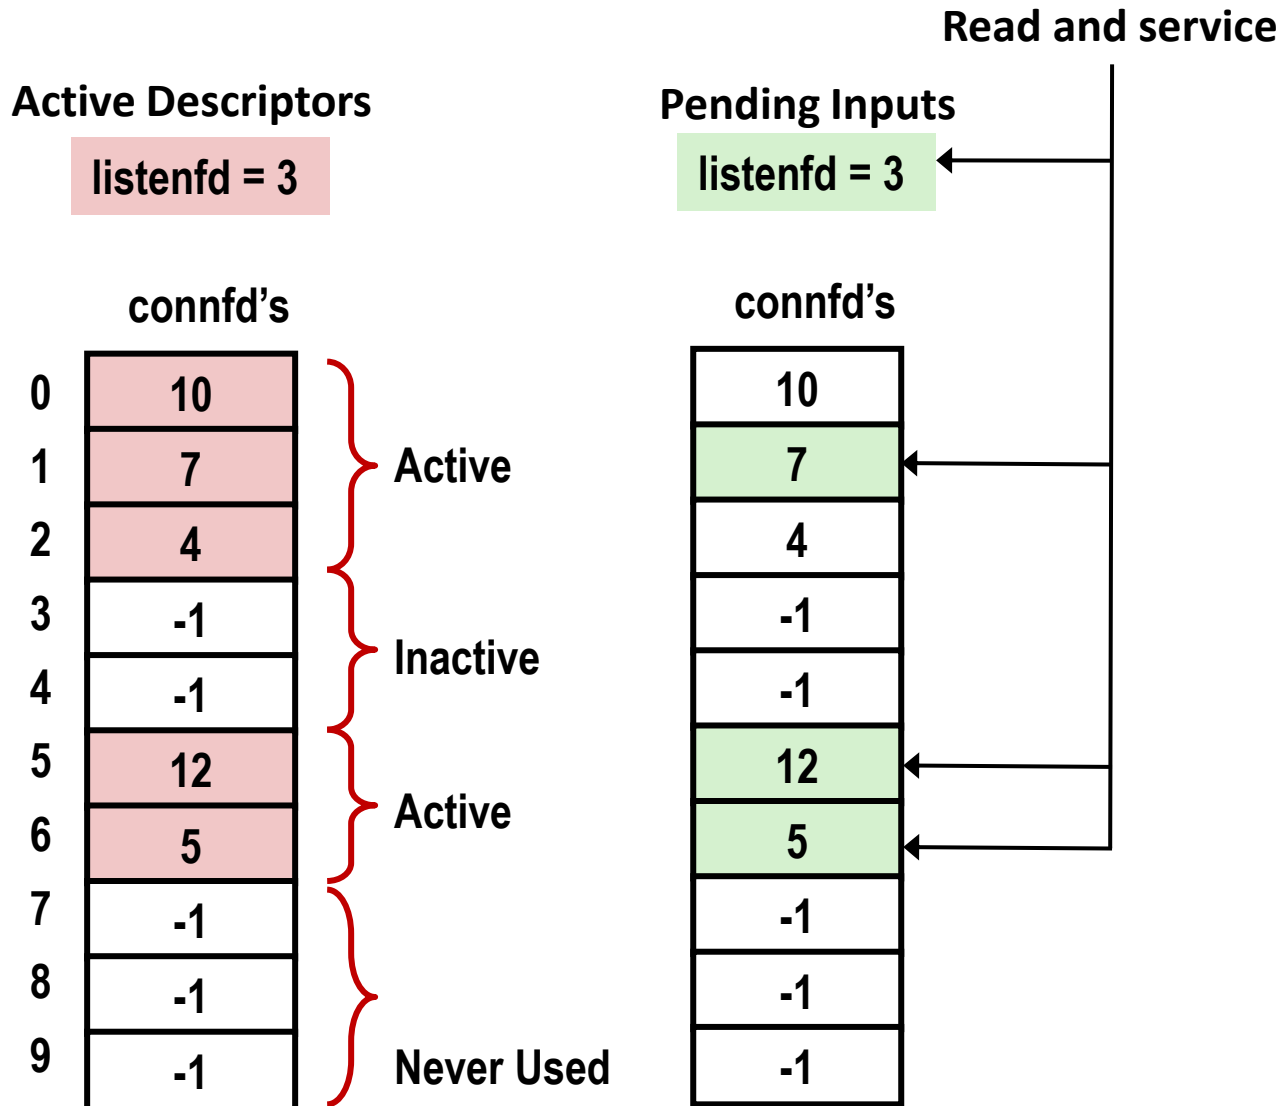 Read and service
Active Descriptors
Pending Inputs
listenfd = 3
listenfd = 3
connfd's
connfd's
0 10 10
1 7 Active 7
2 4 4
3 -1 -1
Inactive
4 -1 -1
5 12 12
Active
6 5 5
7 -1 -1
8 -1 -1
9 -1 Never Used -1